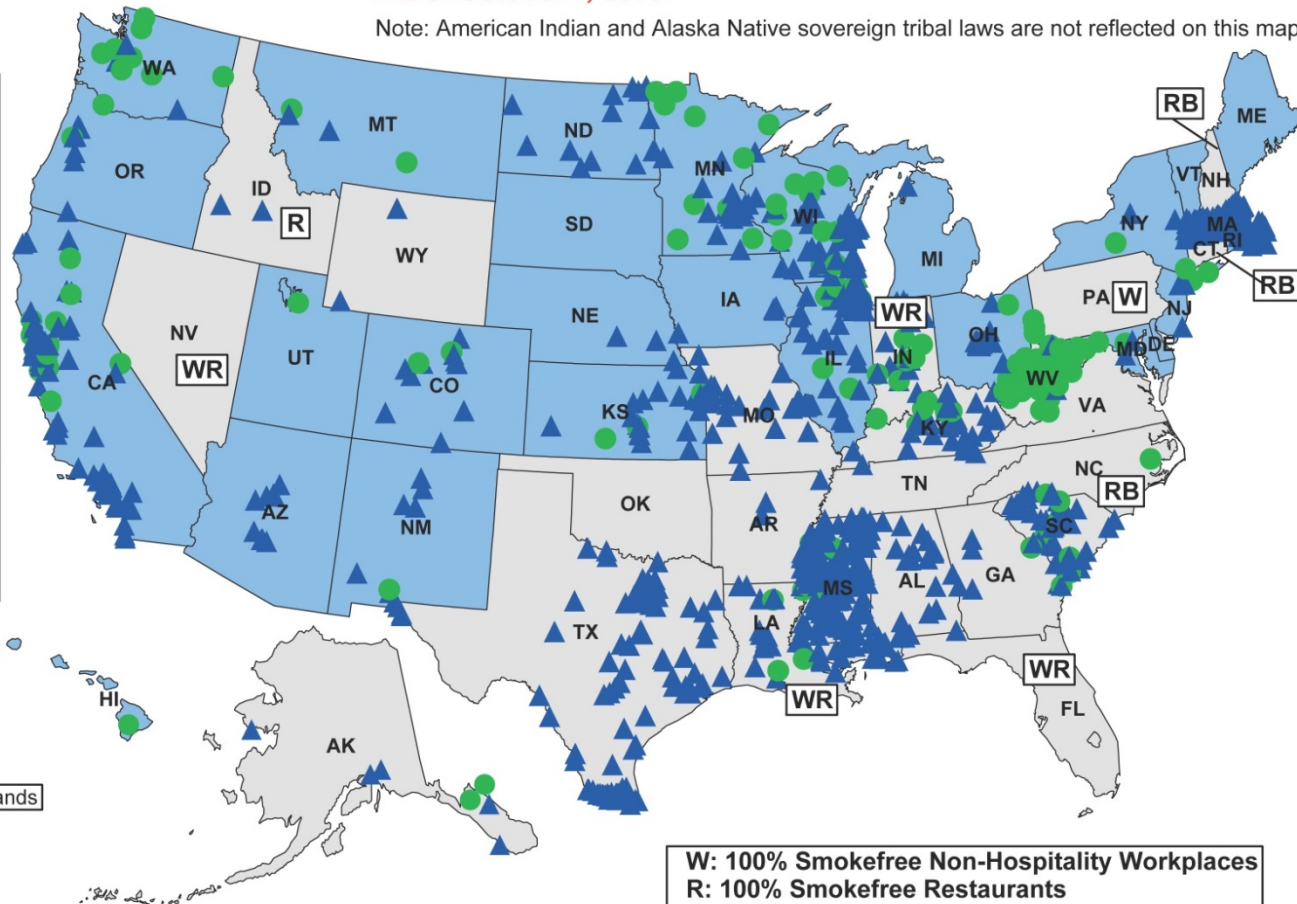 Note: American Indian and Alaska Native sovereign tribal laws are not reflected on this map
RB
WA
ME
MT
ND
VT
NH
OR
MN
ID
R
SD
WI
NY
MA
RI
CT
RB
WY
MI
IA
PA
W
NV
WR
NE
WR
NJ
OH
UT
IL
IN
MD
DE
CA
CO
WV
KS
MO
VA
KY
NC
TN
RB
AZ
NM
OK
AR
SC
MS
AL
GA
TX
LA
WR
HI
WR
FL
AK
ands
W: 100% Smokefree Non-Hospitality Workplaces
R: 100% Smokefree Restaurants